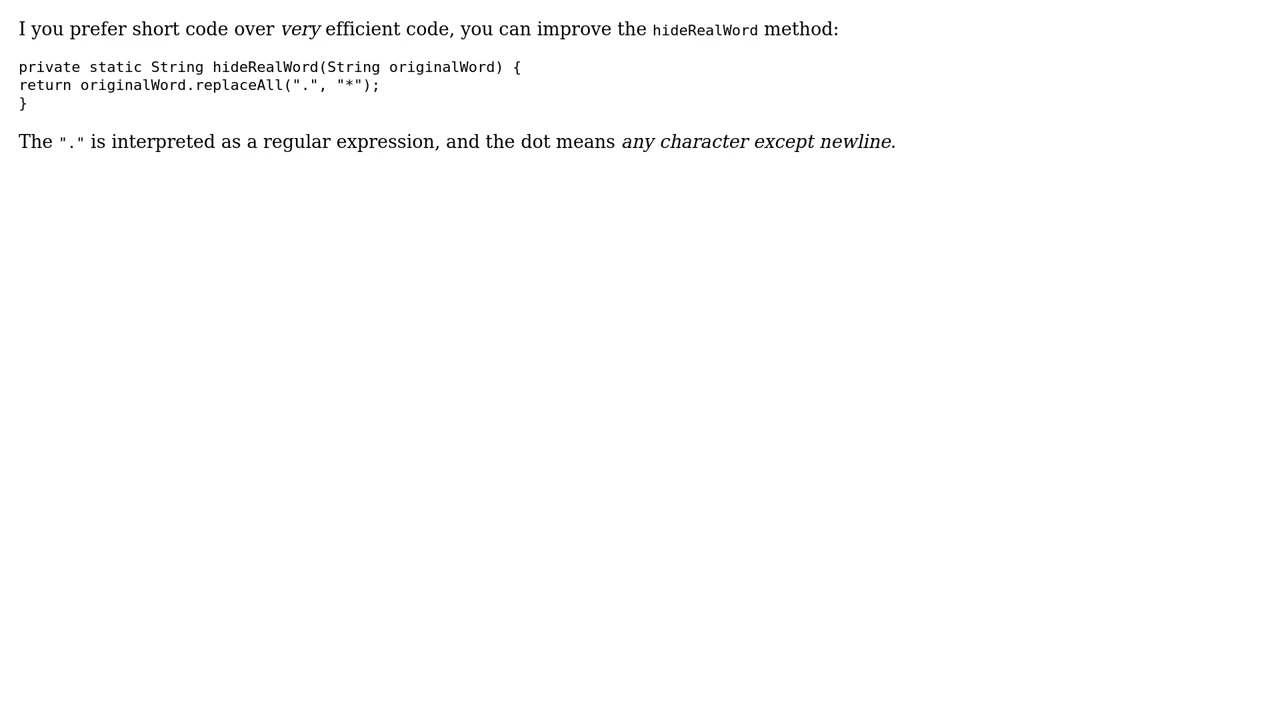 I you prefer short code over very efficient code, you can improve the hideRealWord method:
private static String hideRealWord(String originalWord) {
return originalWord.replaceAll(".", "*");
}
The "." is interpreted as a regular expression, and the dot means any character except newline.